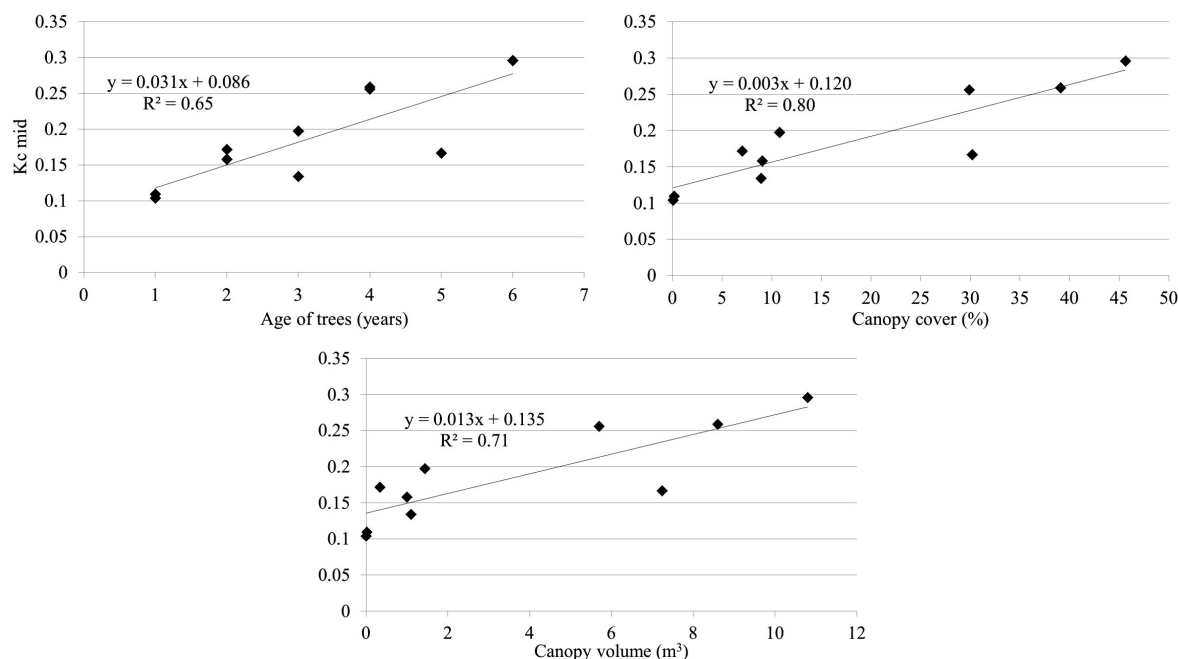 0.35
0.3
0.25
0.2
0.15
0.1
0.05
0
Kc mid
y = 0.031x + 0.086
R² = 0.65
0 1 2 3 4 5 6 7
Age of trees (years)
0.35
0.3
0.25
0.2
0.15
0.1
0.05
0
y = 0.003x + 0.120
R² = 0.80
0 5 10 15 20 25 30 35 40 45 50
Canopy cover (%)
0.35
0.3
0.25
0.2
0.15
0.1
0.05
0
y = 0.013x + 0.135
R² = 0.71
0 2 4 6 8 10 12
Canopy volume (m³)